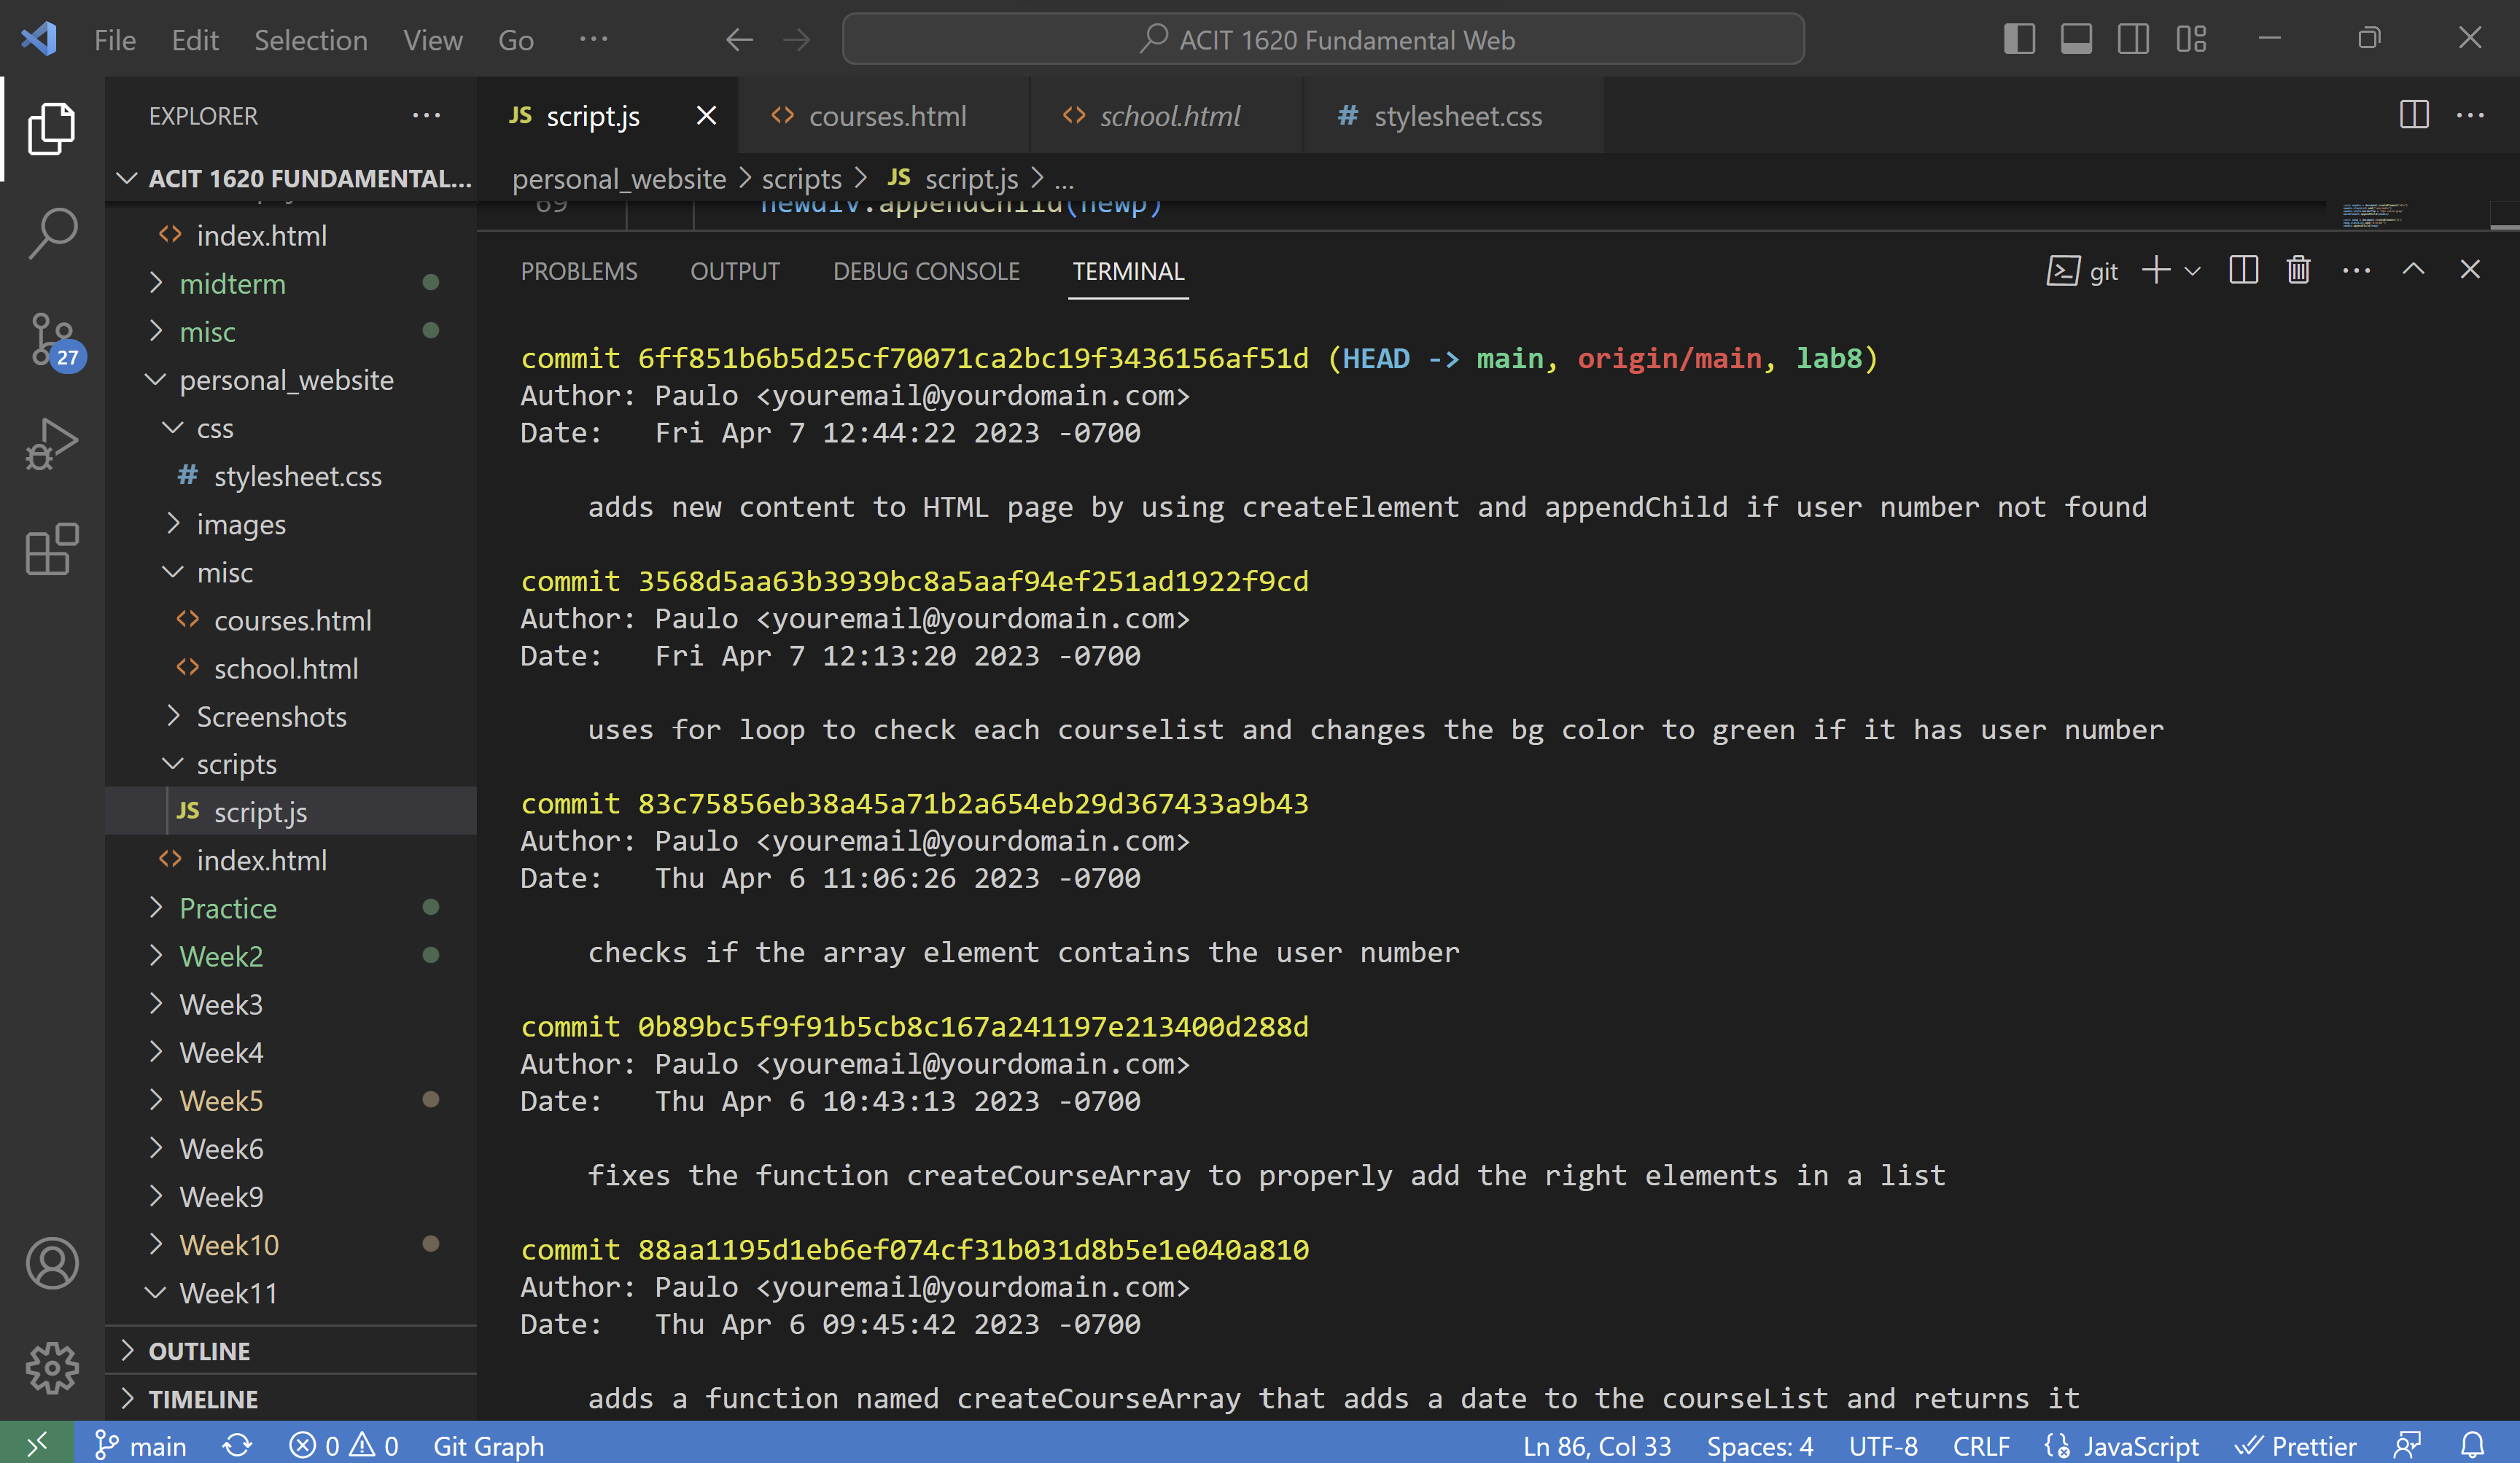 File Edit Selection View Go ... ACIT 1620 Fundamental Web
EXPLORER ...
ACIT 1620 FUNDAMENTAL...
index.html
midterm
misc
personal_website
css
# stylesheet.css
images
misc
courses.html
school.html
Screenshots
scripts
JS script.js
index.html
Practice
Week2
Week3
Week4
Week5
Week6
Week9
Week10
Week11
OUTLINE
TIMELINE
27
JS script.js courses.html school.html # stylesheet.css
personal_website > scripts > JS script.js > ...
69 newdiv.appendChild(newp)
PROBLEMS OUTPUT DEBUG CONSOLE TERMINAL git
commit 6ff851b6b5d25cf70071ca2bc19f3436156af51d (HEAD -> main, origin/main, lab8)
Author: Paulo <youremail@yourdomain.com>
Date: Fri Apr 7 12:44:22 2023 -0700
adds new content to HTML page by using createElement and appendChild if user number not found
commit 3568d5aa63b3939bc8a5aaf94ef251ad1922f9cd
Author: Paulo <youremail@yourdomain.com>
Date: Fri Apr 7 12:13:20 2023 -0700
uses for loop to check each courselist and changes the bg color to green if it has user number
commit 83c75856eb38a45a71b2a654eb29d367433a9b43
Author: Paulo <youremail@yourdomain.com>
Date: Thu Apr 6 11:06:26 2023 -0700
checks if the array element contains the user number
commit 0b89bc5f9f91b5cb8c167a241197e213400d288d
Author: Paulo <youremail@yourdomain.com>
Date: Thu Apr 6 10:43:13 2023 -0700
fixes the function createCourseArray to properly add the right elements in a list
commit 88aa1195d1eb6ef074cf31b031d8b5e1e040a810
Author: Paulo <youremail@yourdomain.com>
Date: Thu Apr 6 09:45:42 2023 -0700
adds a function named createCourseArray that adds a date to the courseList and returns it
main 0 0 Git Graph Ln 86, Col 33 Spaces: 4 UTF-8 CRLF JavaScript Prettier